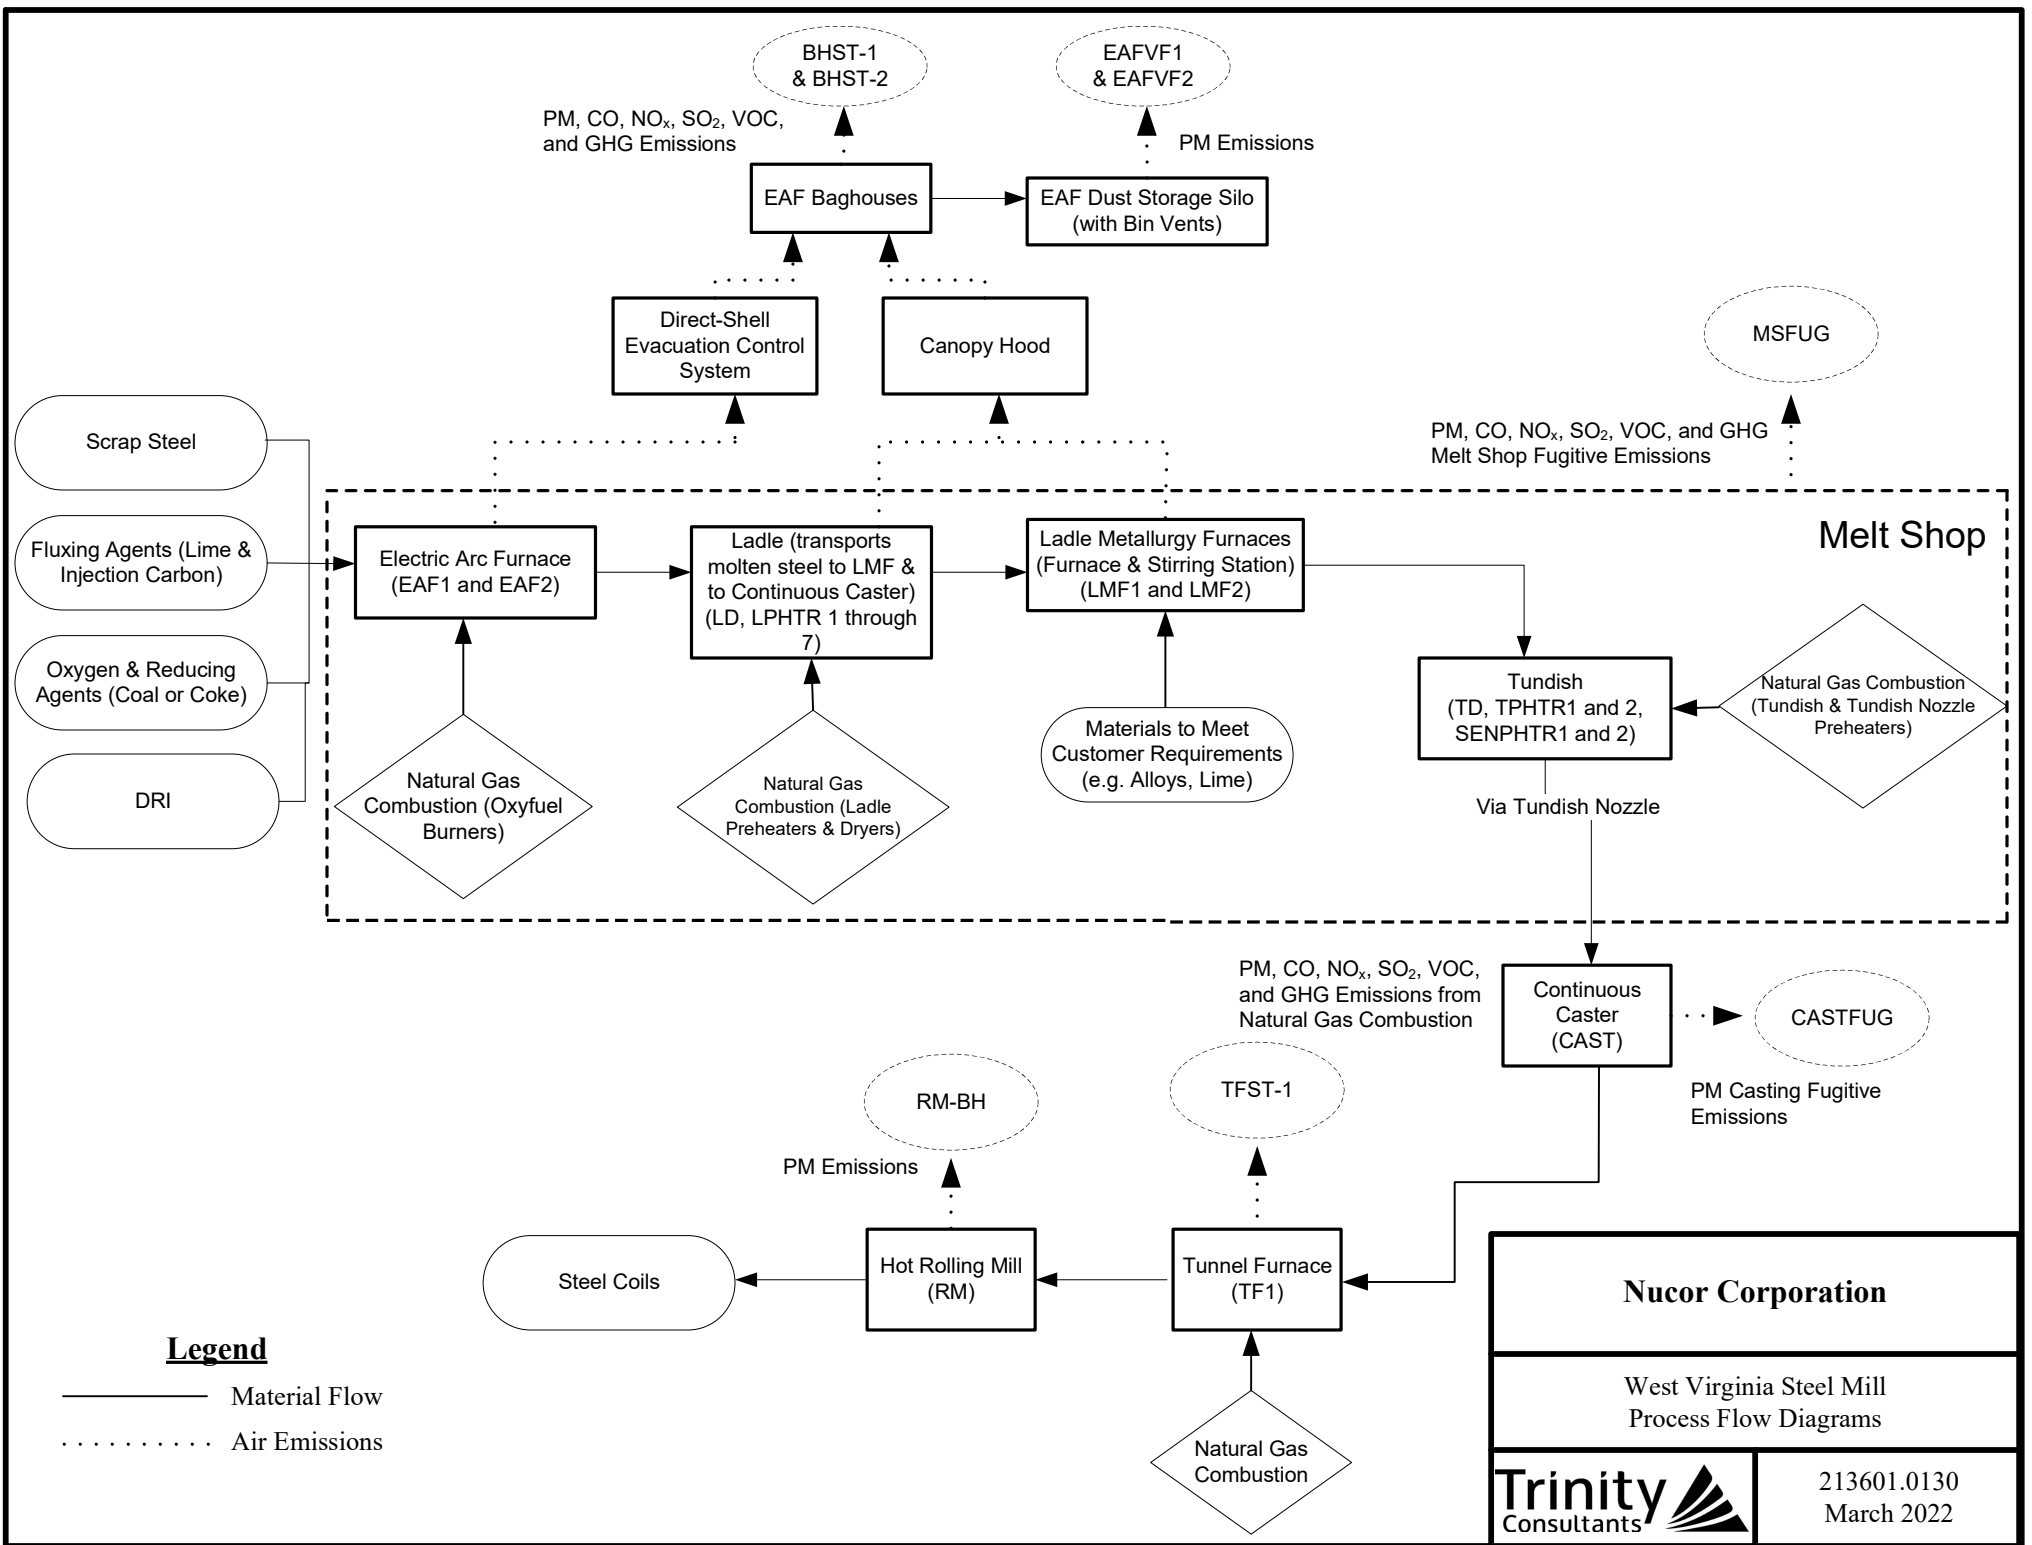 BHST-1
& BHST-2
EAFVF1
& EAFVF2
PM, CO, NOₓ, SO₂, VOC,
and GHG Emissions
PM Emissions
EAF Baghouses
EAF Dust Storage Silo
(with Bin Vents)
Direct-Shell
Evacuation Control
System
Canopy Hood
MSFUG
PM, CO, NOₓ, SO₂, VOC, and GHG
Melt Shop Fugitive Emissions
Scrap Steel
Fluxing Agents (Lime &
Injection Carbon)
Oxygen & Reducing
Agents (Coal or Coke)
DRI
Melt Shop
Electric Arc Furnace
(EAF1 and EAF2)
Ladle (transports
molten steel to LMF &
to Continuous Caster)
(LD, LPHTR 1 through
7)
Ladle Metallurgy Furnaces
(Furnace & Stirring Station)
(LMF1 and LMF2)
Tundish
(TD, TPHTR1 and 2,
SENPHTR1 and 2)
Natural Gas Combustion
(Tundish & Tundish Nozzle
Preheaters)
Natural Gas
Combustion (Oxyfuel
Burners)
Natural Gas
Combustion (Ladle
Preheaters & Dryers)
Materials to Meet
Customer Requirements
(e.g. Alloys, Lime)
Via Tundish Nozzle
PM, CO, NOₓ, SO₂, VOC,
and GHG Emissions from
Natural Gas Combustion
Continuous
Caster
(CAST)
CASTFUG
PM Casting Fugitive
Emissions
RM-BH
TFST-1
PM Emissions
Steel Coils
Hot Rolling Mill
(RM)
Tunnel Furnace
(TF1)
Natural Gas
Combustion
Legend
Material Flow
Air Emissions
Nucor Corporation
West Virginia Steel Mill
Process Flow Diagrams
Trinity
Consultants
213601.0130
March 2022